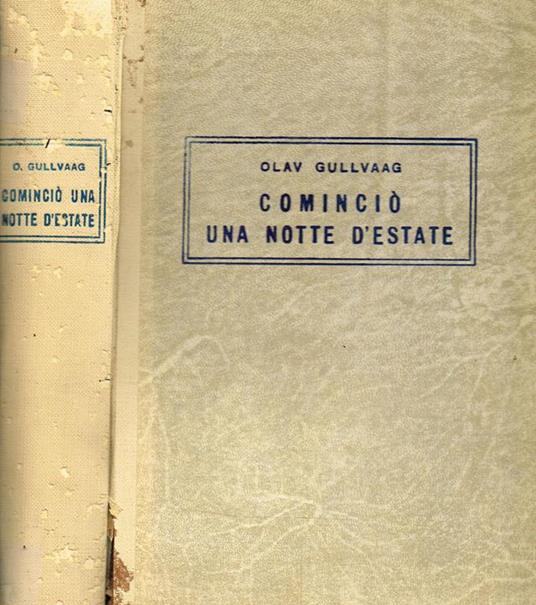 O. GULLVAAG
COMINCIÒ UNA
NOTTE D'ESTATE
OLAV GULLVAAG
COMINCIÒ
UNA NOTTE D'ESTATE